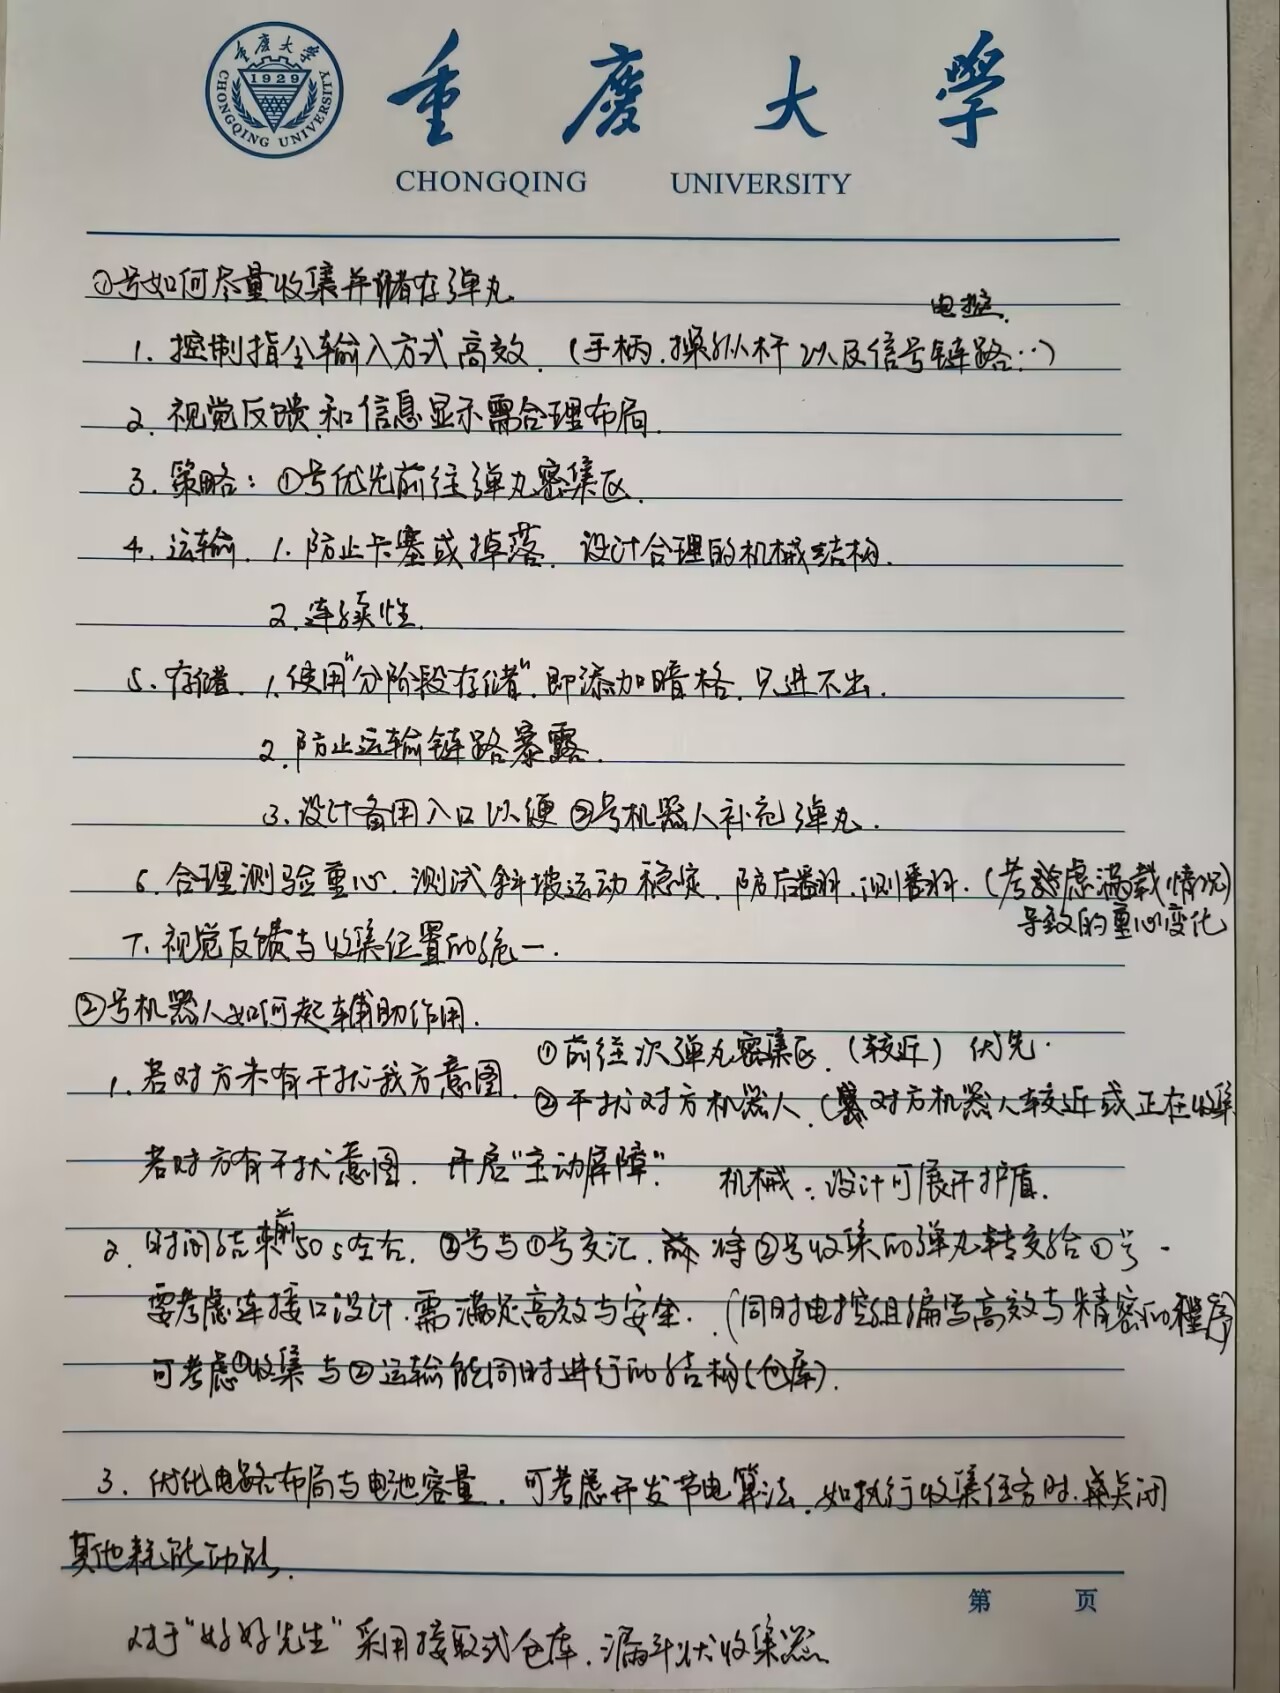 重庆大学
1929
CHONGQING UNIVERSITY
重庆大学
CHONGQING UNIVERSITY
①号如何尽量收集并储存弹丸
电控.
1. 控制指令输入方式高效.（手柄.操纵杆以及信号链路…）
2. 视觉反馈和信息显示需合理布局.
3. 策略：①号优先前往弹丸密集区.
4. 运输. 1. 防止卡塞或掉落. 设计合理的机械结构.
2. 连续性.
5. 存储. 1. 使用“分阶段存储”. 即添加暗格. 只进不出.
2. 防止运输链路暴露.
3. 设计备用入口以便②号机器人补充弹丸.
6. 合理测验重心. 测试斜坡运动稳定. 防后翻.侧翻.（考虑满载情况）
导致的重心变化
7. 视觉反馈与收集位置的统一.
②号机器人如何起辅助作用.
①前往次弹丸密集区.（较近）优先.
1. 若对方未有干扰我方意图.
②干扰对方机器人.（对方机器人较近或正在收集
若对方有干扰意图. 开启“主动屏障”.
机械：设计可展开护盾.
2. 时间结束前50s左右. ②号与①号交汇. 将②号收集的弹丸转交给①号.
要考虑连接口设计.需满足高效与安全.（同时电控组编写高效与精密的程序）
可考虑①收集与②运输能同时进行的结构（仓库）.
3. 优化电路布局与电池容量. 可考虑开发节电算法. 如执行收集任务时.关闭
其他耗能功能.
第 页
对于“好好先生”采用接取式仓库.漏斗状收集器